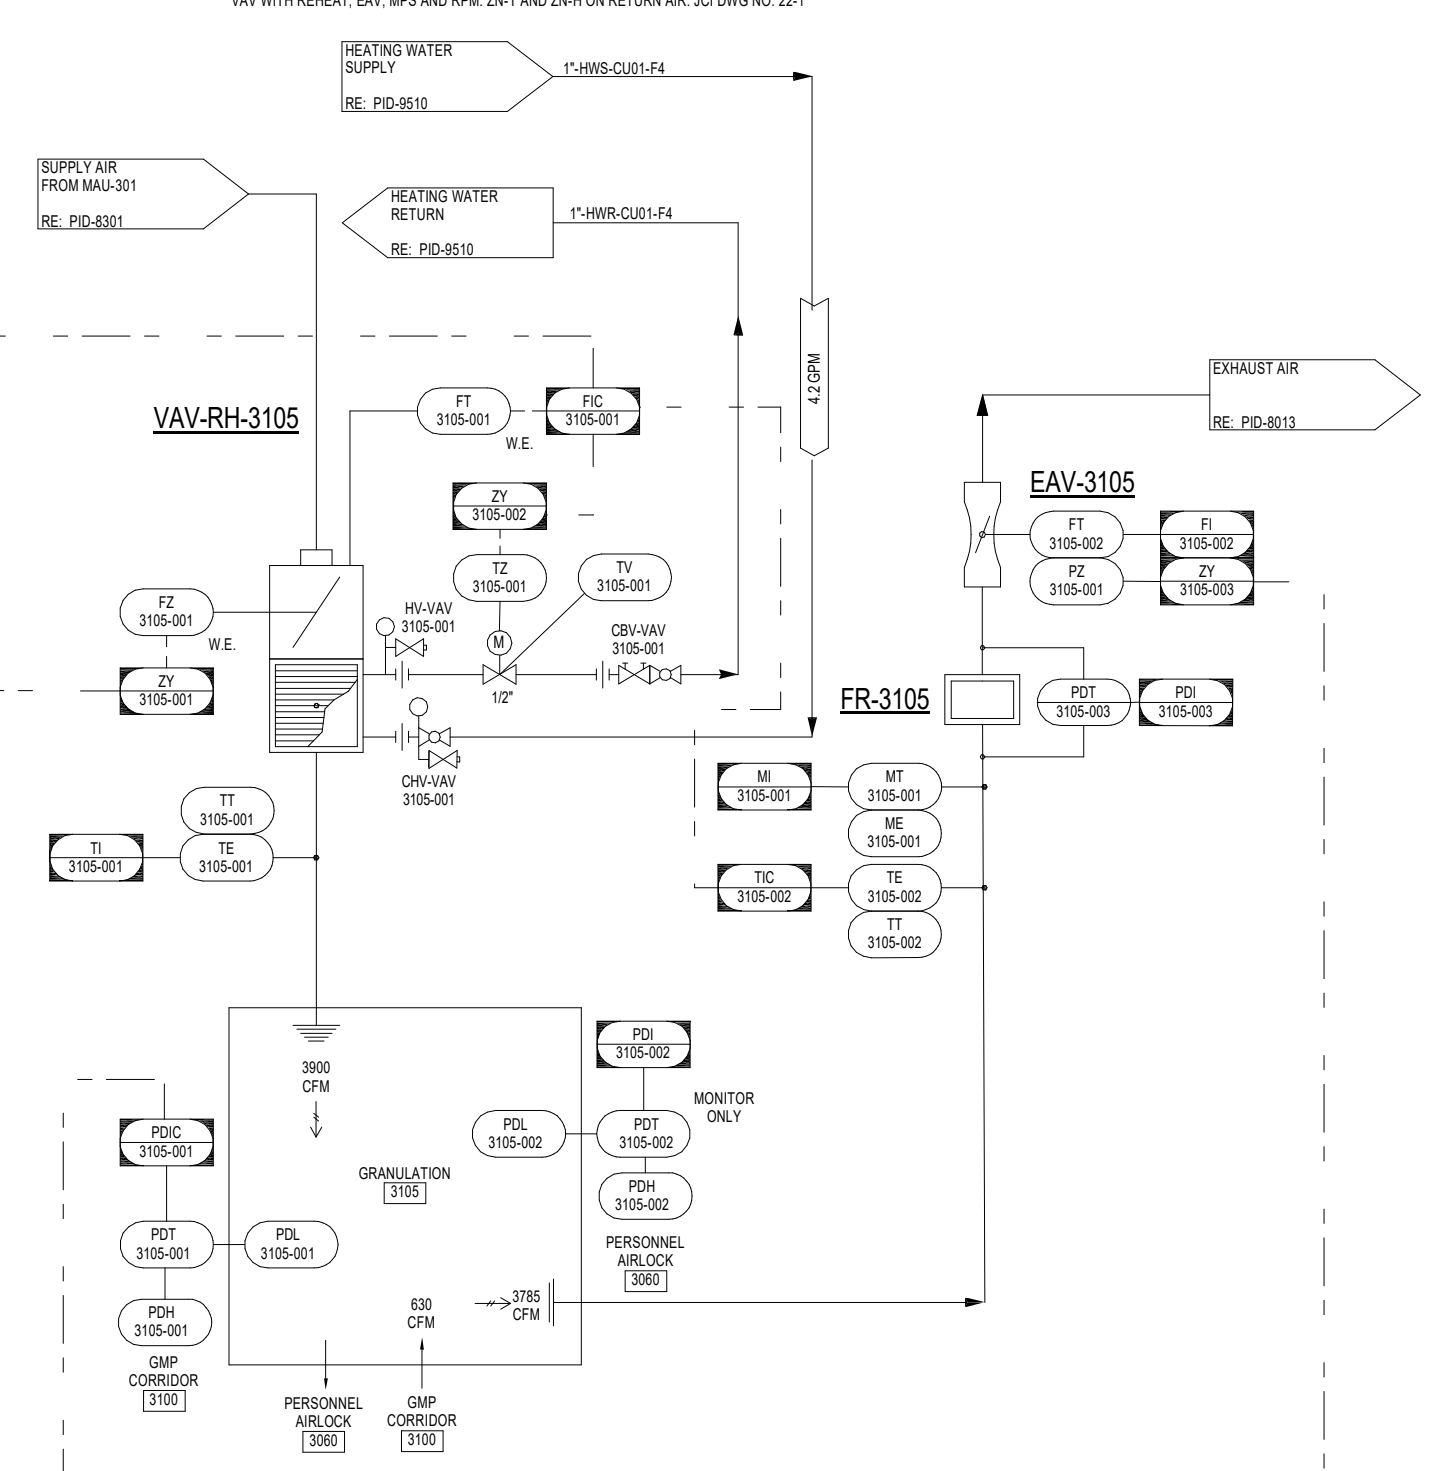 VAV WITH REHEAT, EAV, MPS AND RPM. ZN-T AND ZN-H ON RETURN AIR. JCI DWG NO. 22-1
HEATING WATER
SUPPLY
RE: PID-9510
1"-HWS-CU01-F4
SUPPLY AIR
FROM MAU-301
RE: PID-8301
HEATING WATER
RETURN
RE: PID-9510
1"-HWR-CU01-F4
4.2 GPM
EXHAUST AIR
RE: PID-8013
VAV-RH-3105
FT
3105-001
W.E.
FIC
3105-001
ZY
3105-002
TZ
3105-001
TV
3105-001
EAV-3105
FT
3105-002
FI
3105-002
PZ
3105-001
ZY
3105-003
FZ
3105-001
W.E.
ZY
3105-001
HV-VAV
3105-001
M
1/2"
CBV-VAV
3105-001
CHV-VAV
3105-001
FR-3105
PDT
3105-003
PDI
3105-003
TT
3105-001
TI
3105-001
TE
3105-001
MI
3105-001
MT
3105-001
ME
3105-001
TIC
3105-002
TE
3105-002
TT
3105-002
3900
CFM
PDI
3105-002
MONITOR
ONLY
PDL
3105-002
PDT
3105-002
PDH
3105-002
PERSONNEL
AIRLOCK
3060
PDIC
3105-001
GRANULATION
3105
PDT
3105-001
PDL
3105-001
PDH
3105-001
GMP
CORRIDOR
3100
630
CFM
3785
CFM
PERSONNEL
AIRLOCK
3060
GMP
CORRIDOR
3100